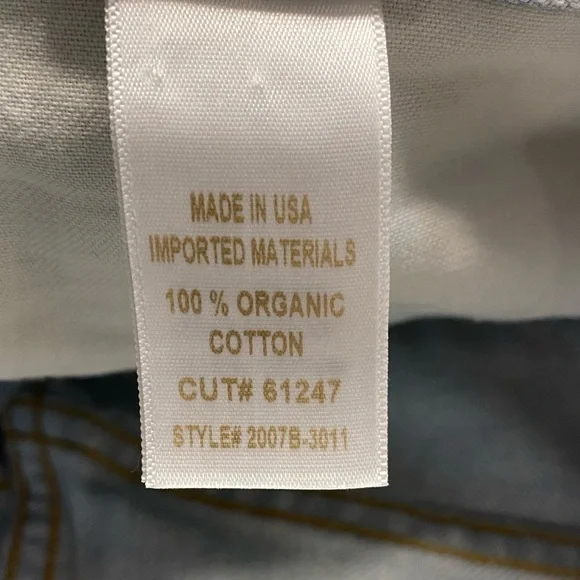 MADE IN USA
IMPORTED MATERIALS
100 % ORGANIC
COTTON
CUT# 61247
STYLE# 2007B-3011